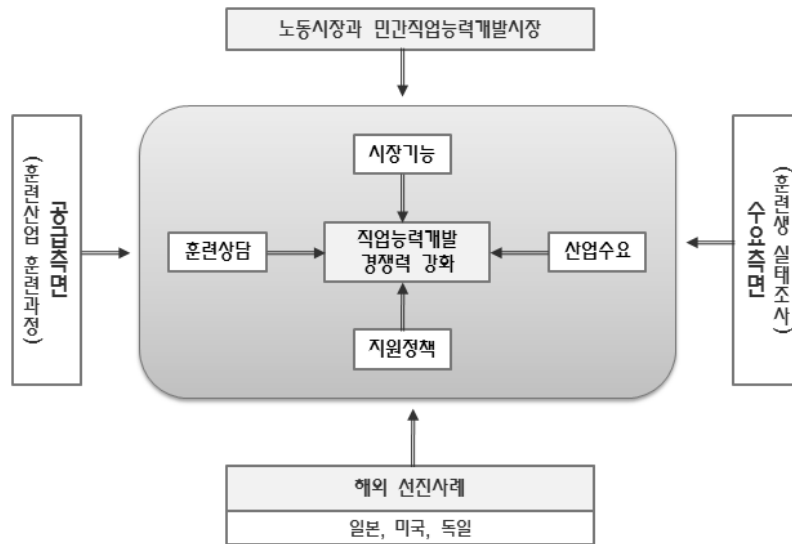 노동시장과 민간직업능력개발시장
공급측면
(훈련산업 훈련과정)
시장기능
훈련상담
직업능력개발
경쟁력 강화
산업수요
지원정책
수요측면
(훈련생 실태조사)
해외 선진사례
일본, 미국, 독일